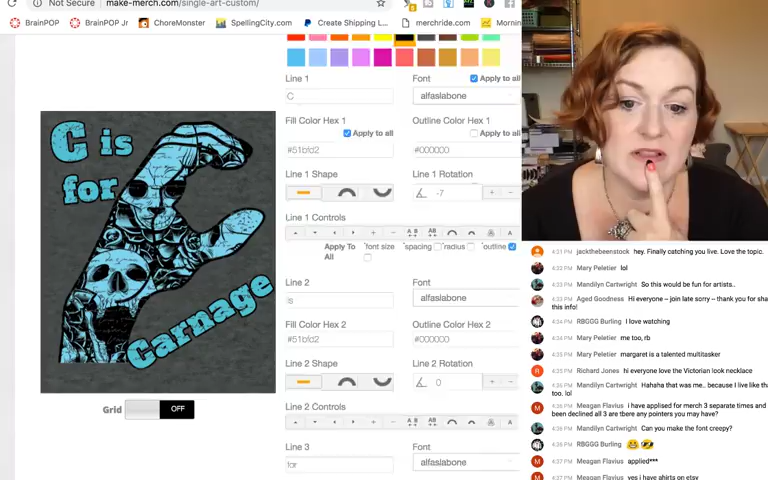 Not Secure | make-merch.com/single-art-custom/
BrainPOP
BrainPOP Jr
ChoreMonster
SpellingCity.com
Create Shipping L
merchride.com
Mornin
Line 1
Font
Apply to all
C
alfaslabone
Fill Color Hex 1
Outline Color Hex 1
Apply to all
Apply to all
#51bfd2
#000000
Line 1 Shape
Line 1 Rotation
-7
Line 1 Controls
Apply To All
font size
spacing
radius
outline
Line 2
Font
is
alfaslabone
Fill Color Hex 2
Outline Color Hex 2
#51bfd2
#000000
Line 2 Shape
Line 2 Rotation
0
Line 2 Controls
Line 3
Font
for
alfaslabone
C is
for
Carnage
Grid
OFF
4:31 PM jackthebeenstock hey. Finally catching you live. Love the topic.
4:32 PM Mary Peletier lol
4:33 PM Mandilyn Cartwright So this would be fun for artists..
4:33 PM Aged Goodness Hi everyone ~ join late sorry ~ thank you for sha
this info!
4:34 PM RBGGG Burling I love watching
4:34 PM Mary Peletier me too, rb
4:35 PM Mary Peletier margaret is a talented multitasker
4:35 PM Richard Jones hi everyone love the Victorian look necklace
4:36 PM Mandilyn Cartwright Hahaha that was me.. because I live like tha
too. lol
4:36 PM Meagan Flavius i have applised for merch 3 separate times and
been declined all 3 are there any pointers you may have?
4:38 PM Mandilyn Cartwright Can you make the font creepy?
4:38 PM RBGGG Burling
4:37 PM Meagan Flavius applied***
4:37 PM Meagan Flavius yes i have ahirts on etsy